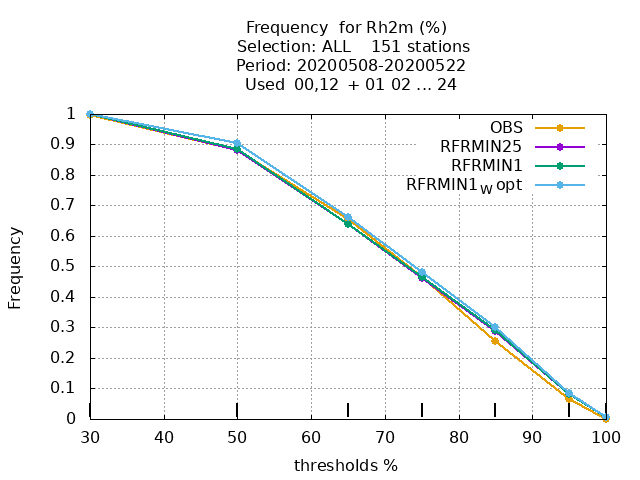 Frequency  for Rh2m (%)
Selection: ALL    151 stations
Period: 20200508-20200522
Used  00,12  + 01 02 ... 24
OBS
RFRMIN25
RFRMIN1
RFRMIN1W opt
1
0.9
0.8
0.7
0.6
0.5
0.4
0.3
0.2
0.1
0
Frequency
30 40 50 60 70 80 90 100
thresholds %